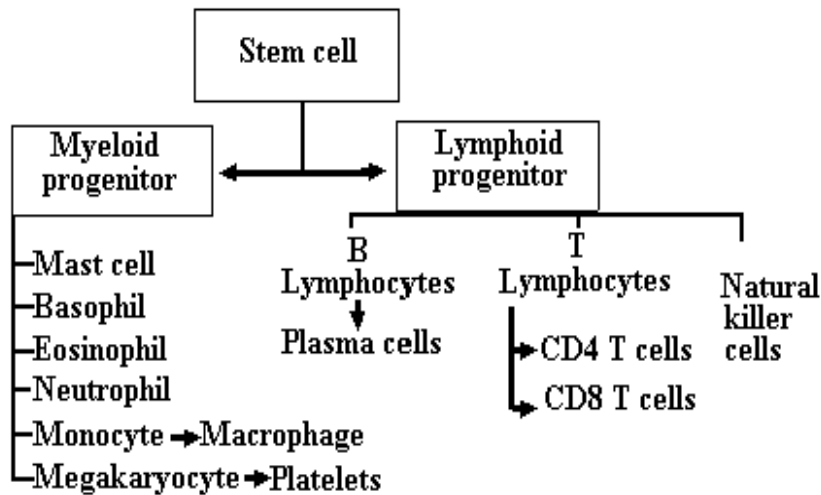 Stem cell
Myeloid
progenitor
Lymphoid
progenitor
Mast cell
Basophil
Eosinophil
Neutrophil
Monocyte
Macrophage
Megakaryocyte
Platelets
B
Lymphocytes
Plasma cells
T
Lymphocytes
CD4 T cells
CD8 T cells
Natural
killer
cells